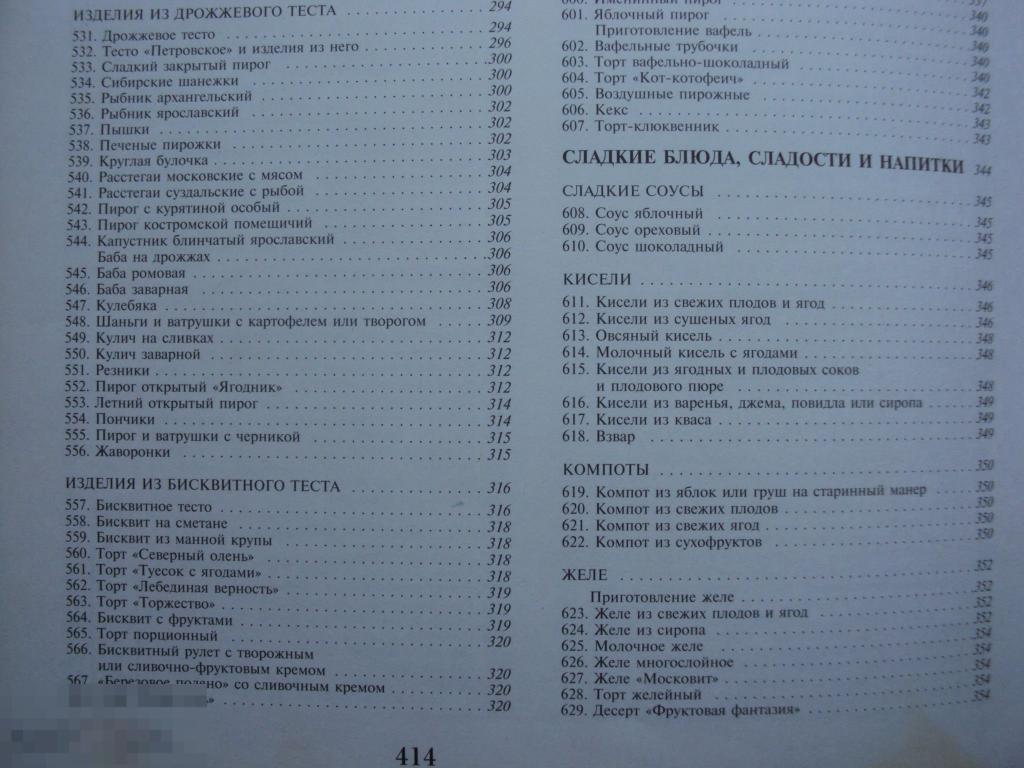 ИЗДЕЛИЯ ИЗ ДРОЖЖЕВОГО ТЕСТА 294
531. Дрожжевое тесто 294
532. Тесто «Петровское» и изделия из него 296
533. Сладкий закрытый пирог 300
534. Сибирские шанежки 300
535. Рыбник архангельский 300
536. Рыбник ярославский 302
537. Пышки 302
538. Печеные пирожки 302
539. Круглая булочка 303
540. Расстегаи московские с мясом 304
541. Расстегаи суздальские с рыбой 304
542. Пирог с курятиной особый 305
543. Пирог костромской помещичий 305
544. Капустник блинчатый ярославский 306
Баба на дрожжах 306
545. Баба ромовая 306
546. Баба заварная 306
547. Кулебяка 308
548. Шаньги и ватрушки с картофелем или творогом 309
549. Кулич на сливках 312
550. Кулич заварной 312
551. Резники 312
552. Пирог открытый «Ягодник» 312
553. Летний открытый пирог 314
554. Пончики 314
555. Пирог и ватрушки с черникой 315
556. Жаворонки 315
ИЗДЕЛИЯ ИЗ БИСКВИТНОГО ТЕСТА 316
557. Бисквитное тесто 316
558. Бисквит на сметане 318
559. Бисквит из манной крупы 318
560. Торт «Северный олень» 318
561. Торт «Туесок с ягодами» 318
562. Торт «Лебединая верность» 319
563. Торт «Торжество» 319
564. Бисквит с фруктами 319
565. Торт порционный 320
566. Бисквитный рулет с творожным
или сливочно-фруктовым кремом 320
567. «Березовое полено» со сливочным кремом 320
320
414
600. Именинный пирог 337
601. Яблочный пирог 340
Приготовление вафель 340
602. Вафельные трубочки 340
603. Торт вафельно-шоколадный 340
604. Торт «Кот-котофеич» 340
605. Воздушные пирожные 342
606. Кекс 342
607. Торт-клюквенник 343
343
СЛАДКИЕ БЛЮДА, СЛАДОСТИ И НАПИТКИ 344
СЛАДКИЕ СОУСЫ 345
608. Соус яблочный 345
609. Соус ореховый 345
610. Соус шоколадный 345
КИСЕЛИ 346
611. Кисели из свежих плодов и ягод 346
612. Кисели из сушеных ягод 346
613. Овсяный кисель 348
614. Молочный кисель с ягодами 348
615. Кисели из ягодных и плодовых соков
и плодового пюре 348
616. Кисели из варенья, джема, повидла или сиропа 349
617. Кисели из кваса 349
618. Взвар 349
КОМПОТЫ 350
619. Компот из яблок или груш на старинный манер 350
620. Компот из свежих плодов 350
621. Компот из свежих ягод 350
622. Компот из сухофруктов 350
ЖЕЛЕ 352
Приготовление желе 352
623. Желе из свежих плодов и ягод 352
624. Желе из сиропа 352
625. Молочное желе 354
626. Желе многослойное 354
627. Желе «Московит» 354
628. Торт желейный 354
629. Десерт «Фруктовая фантазия» 354